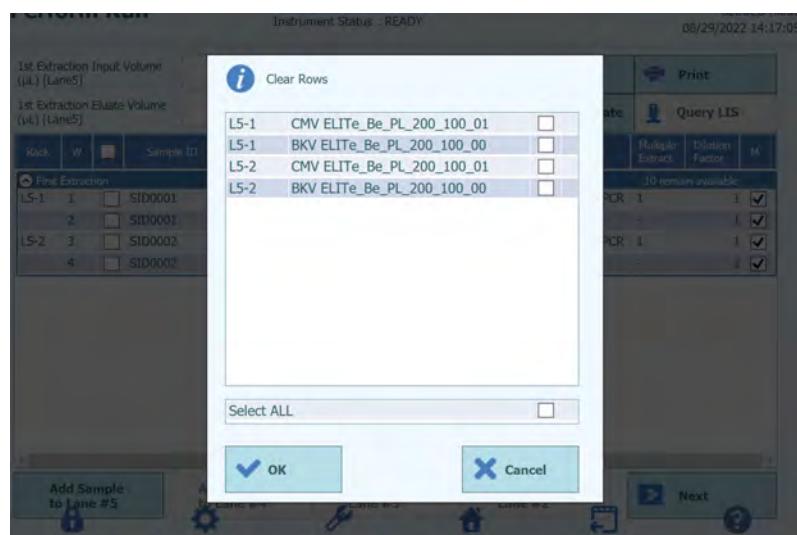 Instrument Status : READY
08/29/2022 14:17:09
1st Extraction Input Volume
(µL) (Lane5)
1st Extraction Eluate Volume
(µL) (Lane5)
Print
Query LIS
Rack W Sample ID
Multiple Extract Dilution Factor M
First Extraction
10 remain available
L5-1 1 SID0001 PCR 1 1
2 SID0001 1
L5-2 3 SID0002 PCR 1 1
4 SID0002 1
Clear Rows
L5-1 CMV ELITe_Be_PL_200_100_01
L5-1 BKV ELITe_Be_PL_200_100_00
L5-2 CMV ELITe_Be_PL_200_100_01
L5-2 BKV ELITe_Be_PL_200_100_00
Select ALL
OK
Cancel
Add Sample
to Lane #5
Next